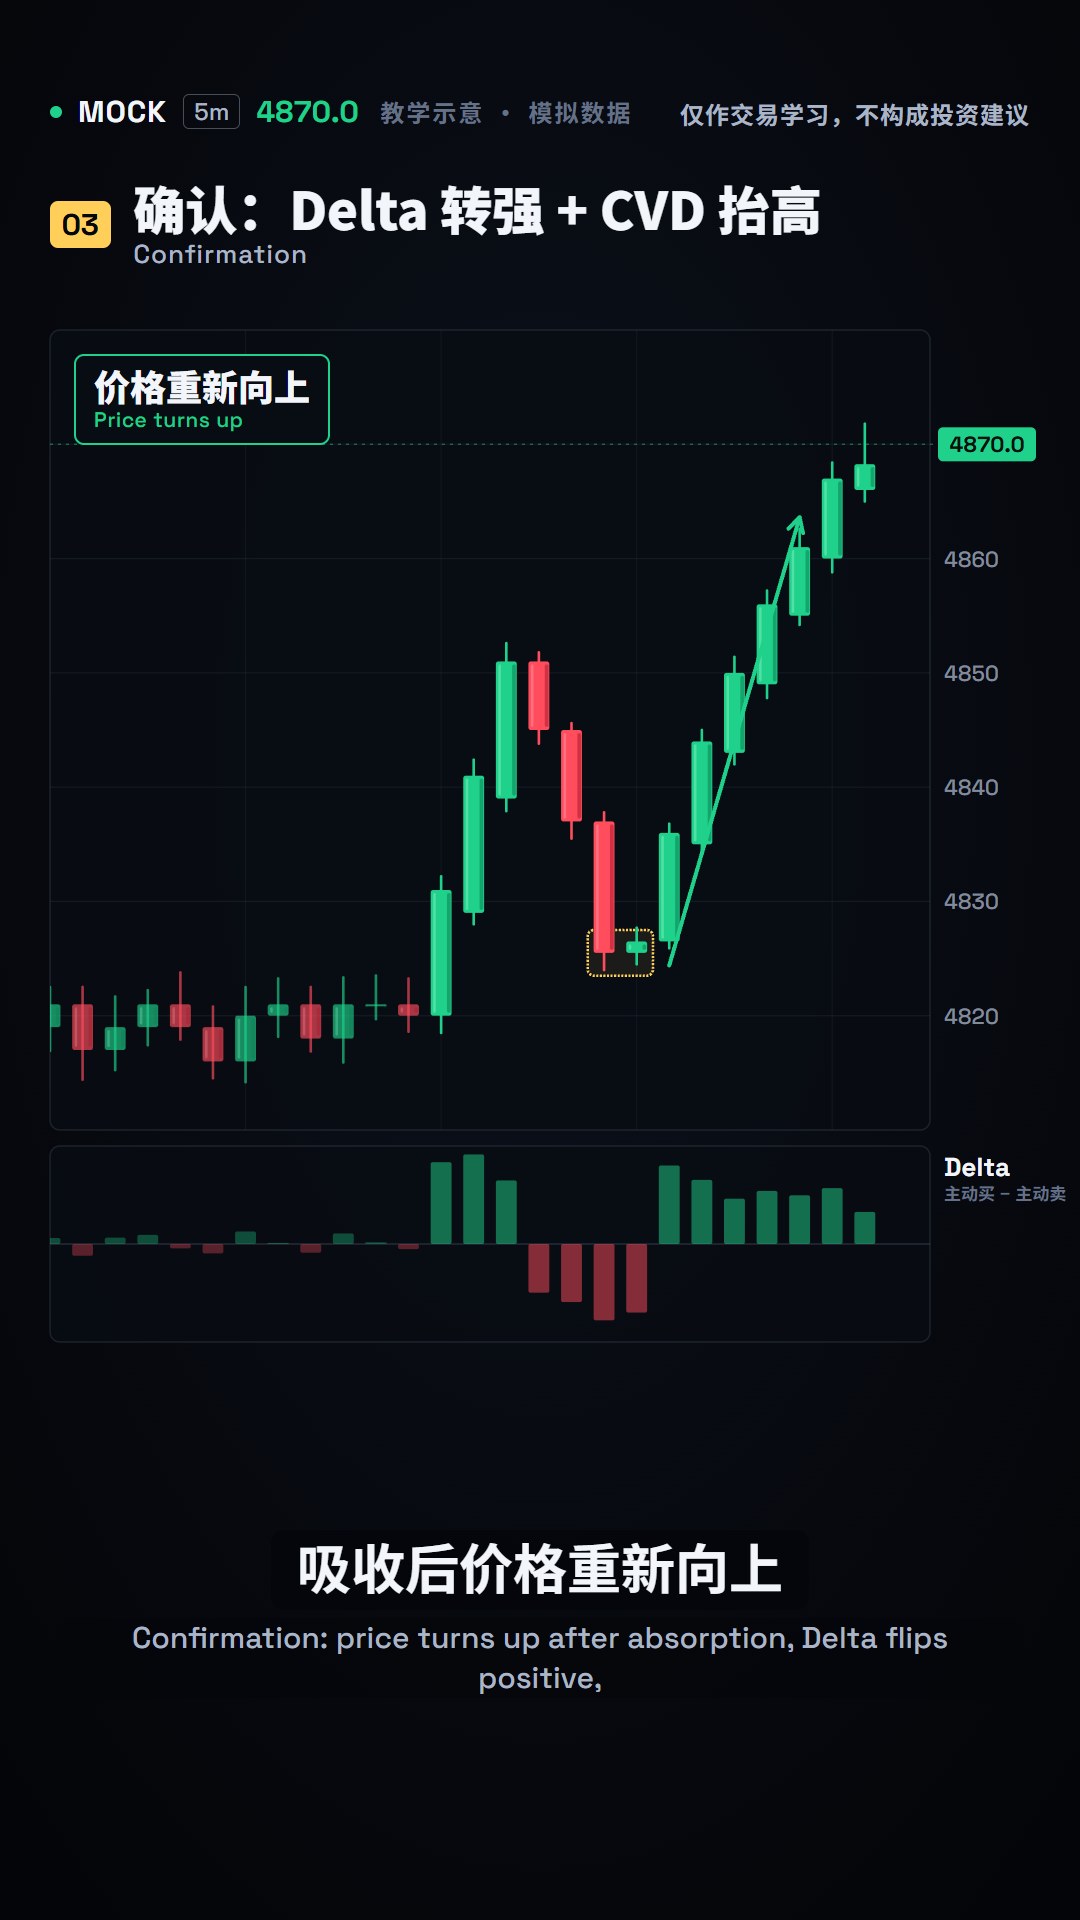 MOCK 5m 4870.0 教学示意 • 模拟数据 仅作交易学习，不构成投资建议
03 确认：Delta 转强 + CVD 抬高
Confirmation
价格重新向上
Price turns up
4870.0
4860
4850
4840
4830
4820
Delta
主动买 – 主动卖
吸收后价格重新向上
Confirmation: price turns up after absorption, Delta flips
positive,